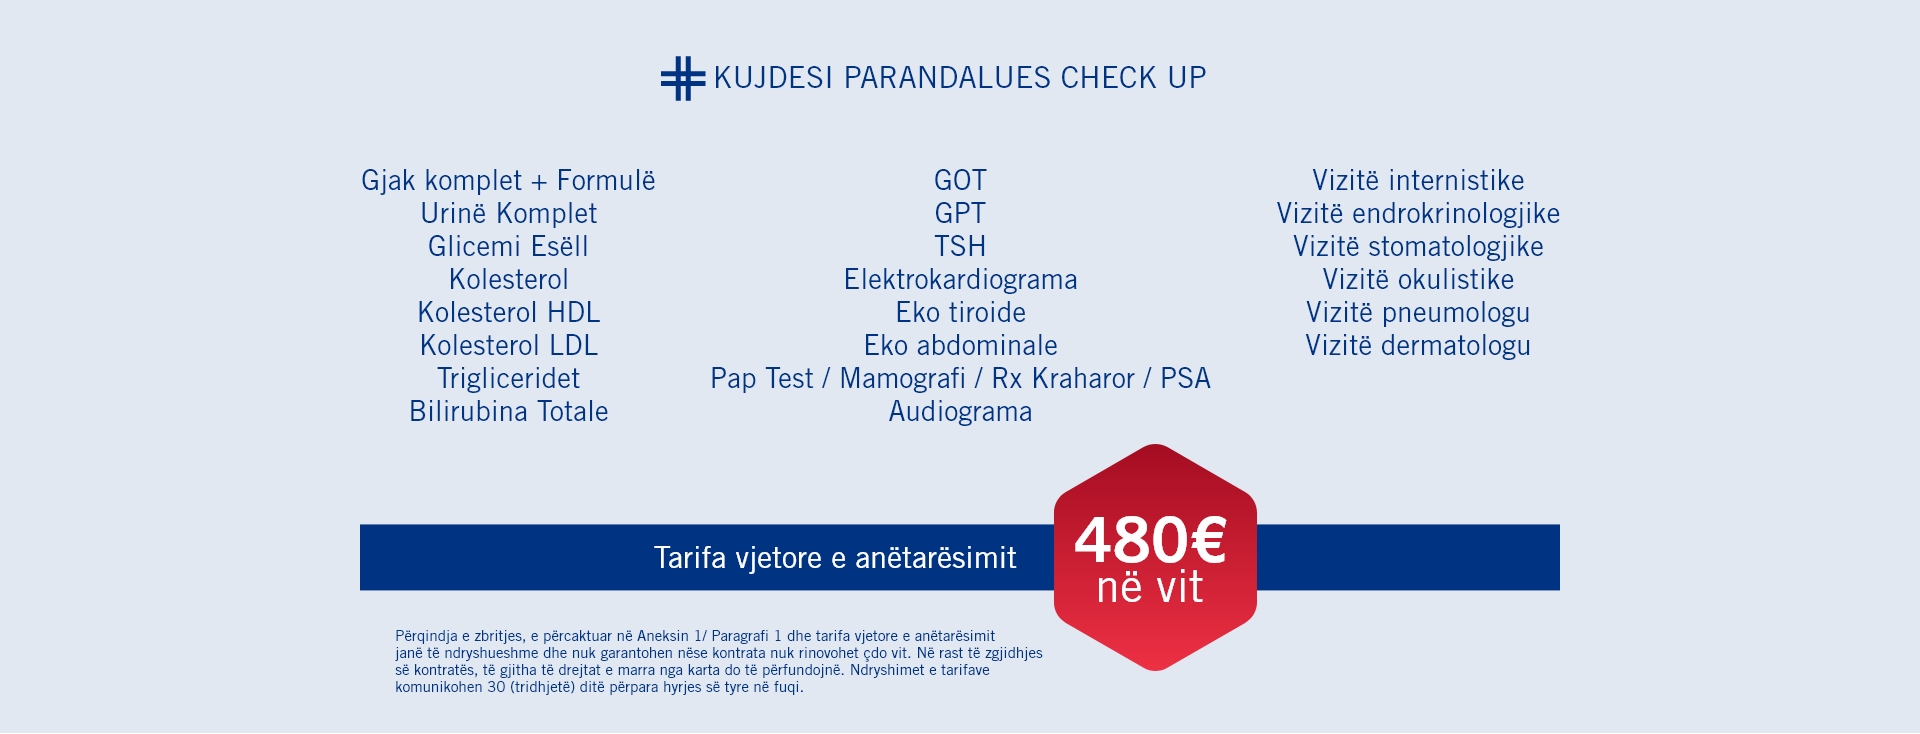 KUJDESI PARANDALUES CHECK UP
Gjak komplet + Formulë
Urinë Komplet
Glicemi Esëll
Kolesterol
Kolesterol HDL
Kolesterol LDL
Trigliceridet
Bilirubina Totale
GOT
GPT
TSH
Elektrokardiograma
Eko tiroide
Eko abdominale
Pap Test / Mamografi / Rx Kraharor / PSA
Audiograma
Vizitë internistike
Vizitë endrokrinologjike
Vizitë stomatologjike
Vizitë okulistike
Vizitë pneumologu
Vizitë dermatologu
Tarifa vjetore e anëtarësimit
480€
në vit
Përqindja e zbritjes, e përcaktuar në Aneksin 1/ Paragrafi 1 dhe tarifa vjetore e anëtarësimit
janë të ndryshueshme dhe nuk garantohen nëse kontrata nuk rinovohet çdo vit. Në rast të zgjidhjes
së kontratës, të gjitha të drejtat e marra nga karta do të përfundojnë. Ndryshimet e tarifave
komunikohen 30 (tridhjetë) ditë përpara hyrjes së tyre në fuqi.